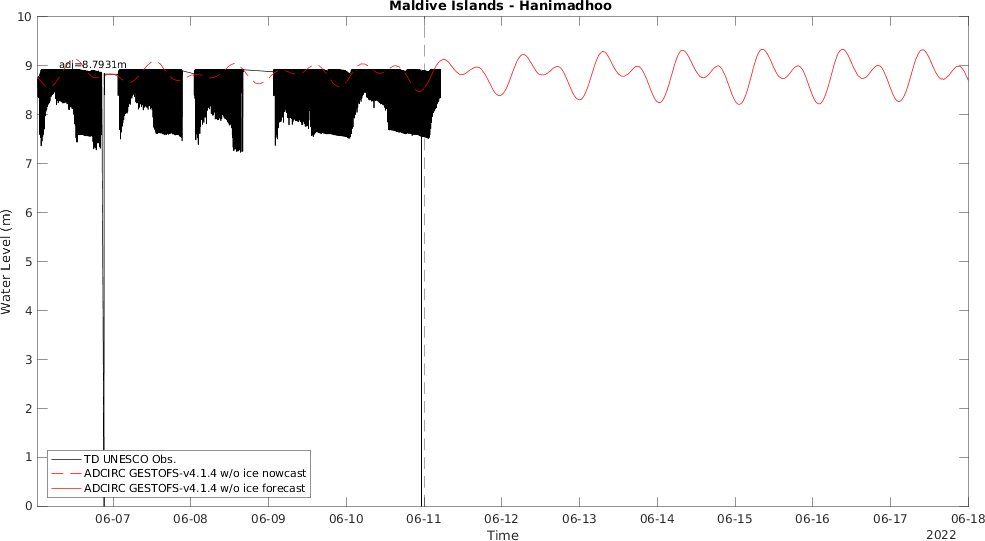 Maldive Islands - Hanimadhoo
10
9
8
7
6
5
4
3
2
1
0
Water Level (m)
adj=8.7931m
TD UNESCO Obs.
ADCIRC GESTOFS-v4.1.4 w/o ice nowcast
ADCIRC GESTOFS-v4.1.4 w/o ice forecast
06-07 06-08 06-09 06-10 06-11 06-12 06-13 06-14 06-15 06-16 06-17 06-18
Time
2022